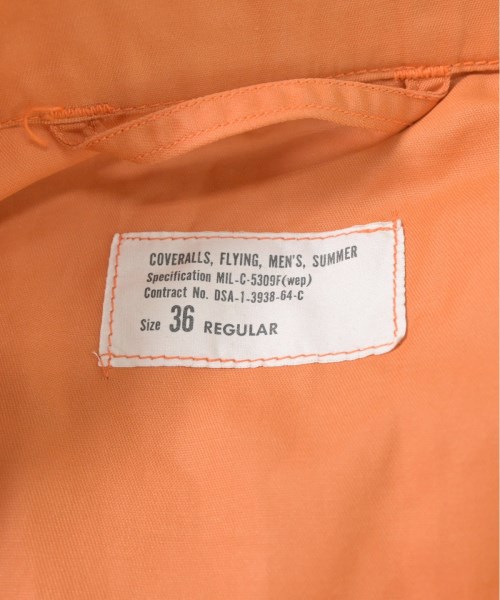 COVERALLS, FLYING, MEN'S, SUMMER
Specification MIL-C-5309F(wep)
Contract No. DSA-1-3938-64-C
Size 36 REGULAR